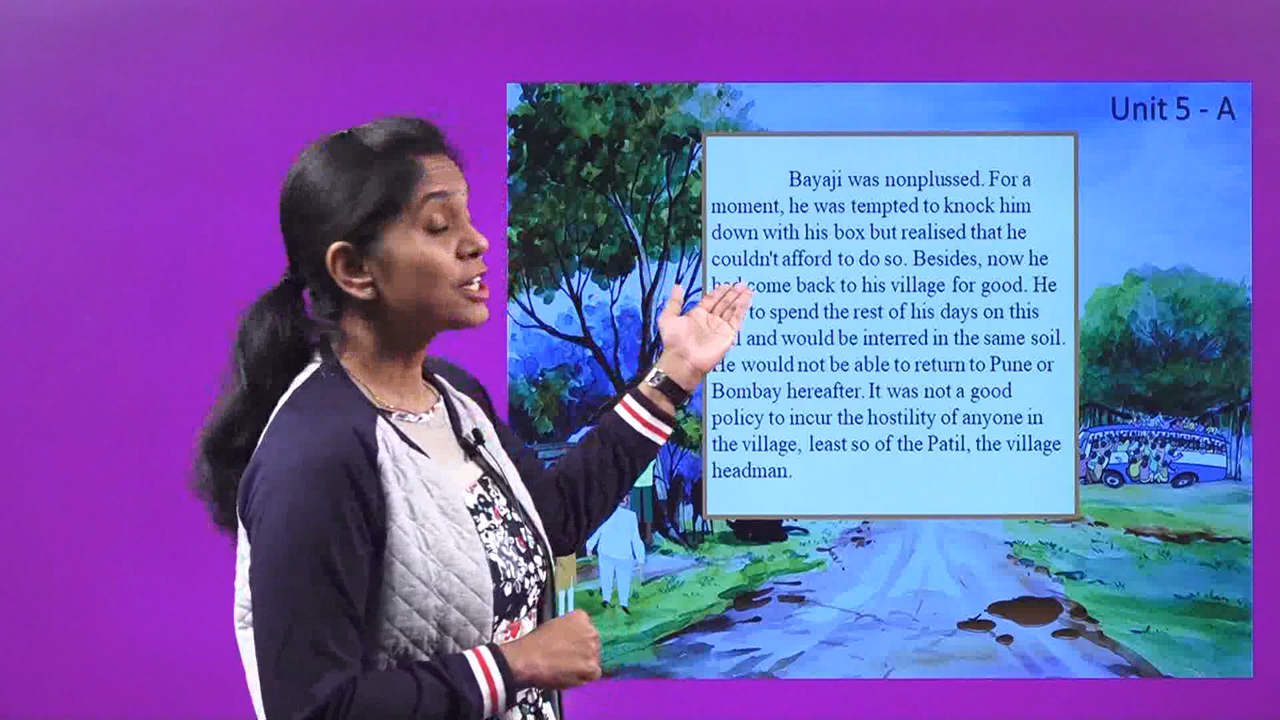 Unit 5 - A
Bayaji was nonplussed. For a
moment, he was tempted to knock him
down with his box but realised that he
couldn't afford to do so. Besides, now he
had come back to his village for good. He
to spend the rest of his days on this
and would be interred in the same soil.
He would not be able to return to Pune or
Bombay hereafter. It was not a good
policy to incur the hostility of anyone in
the village, least so of the Patil, the village
headman.